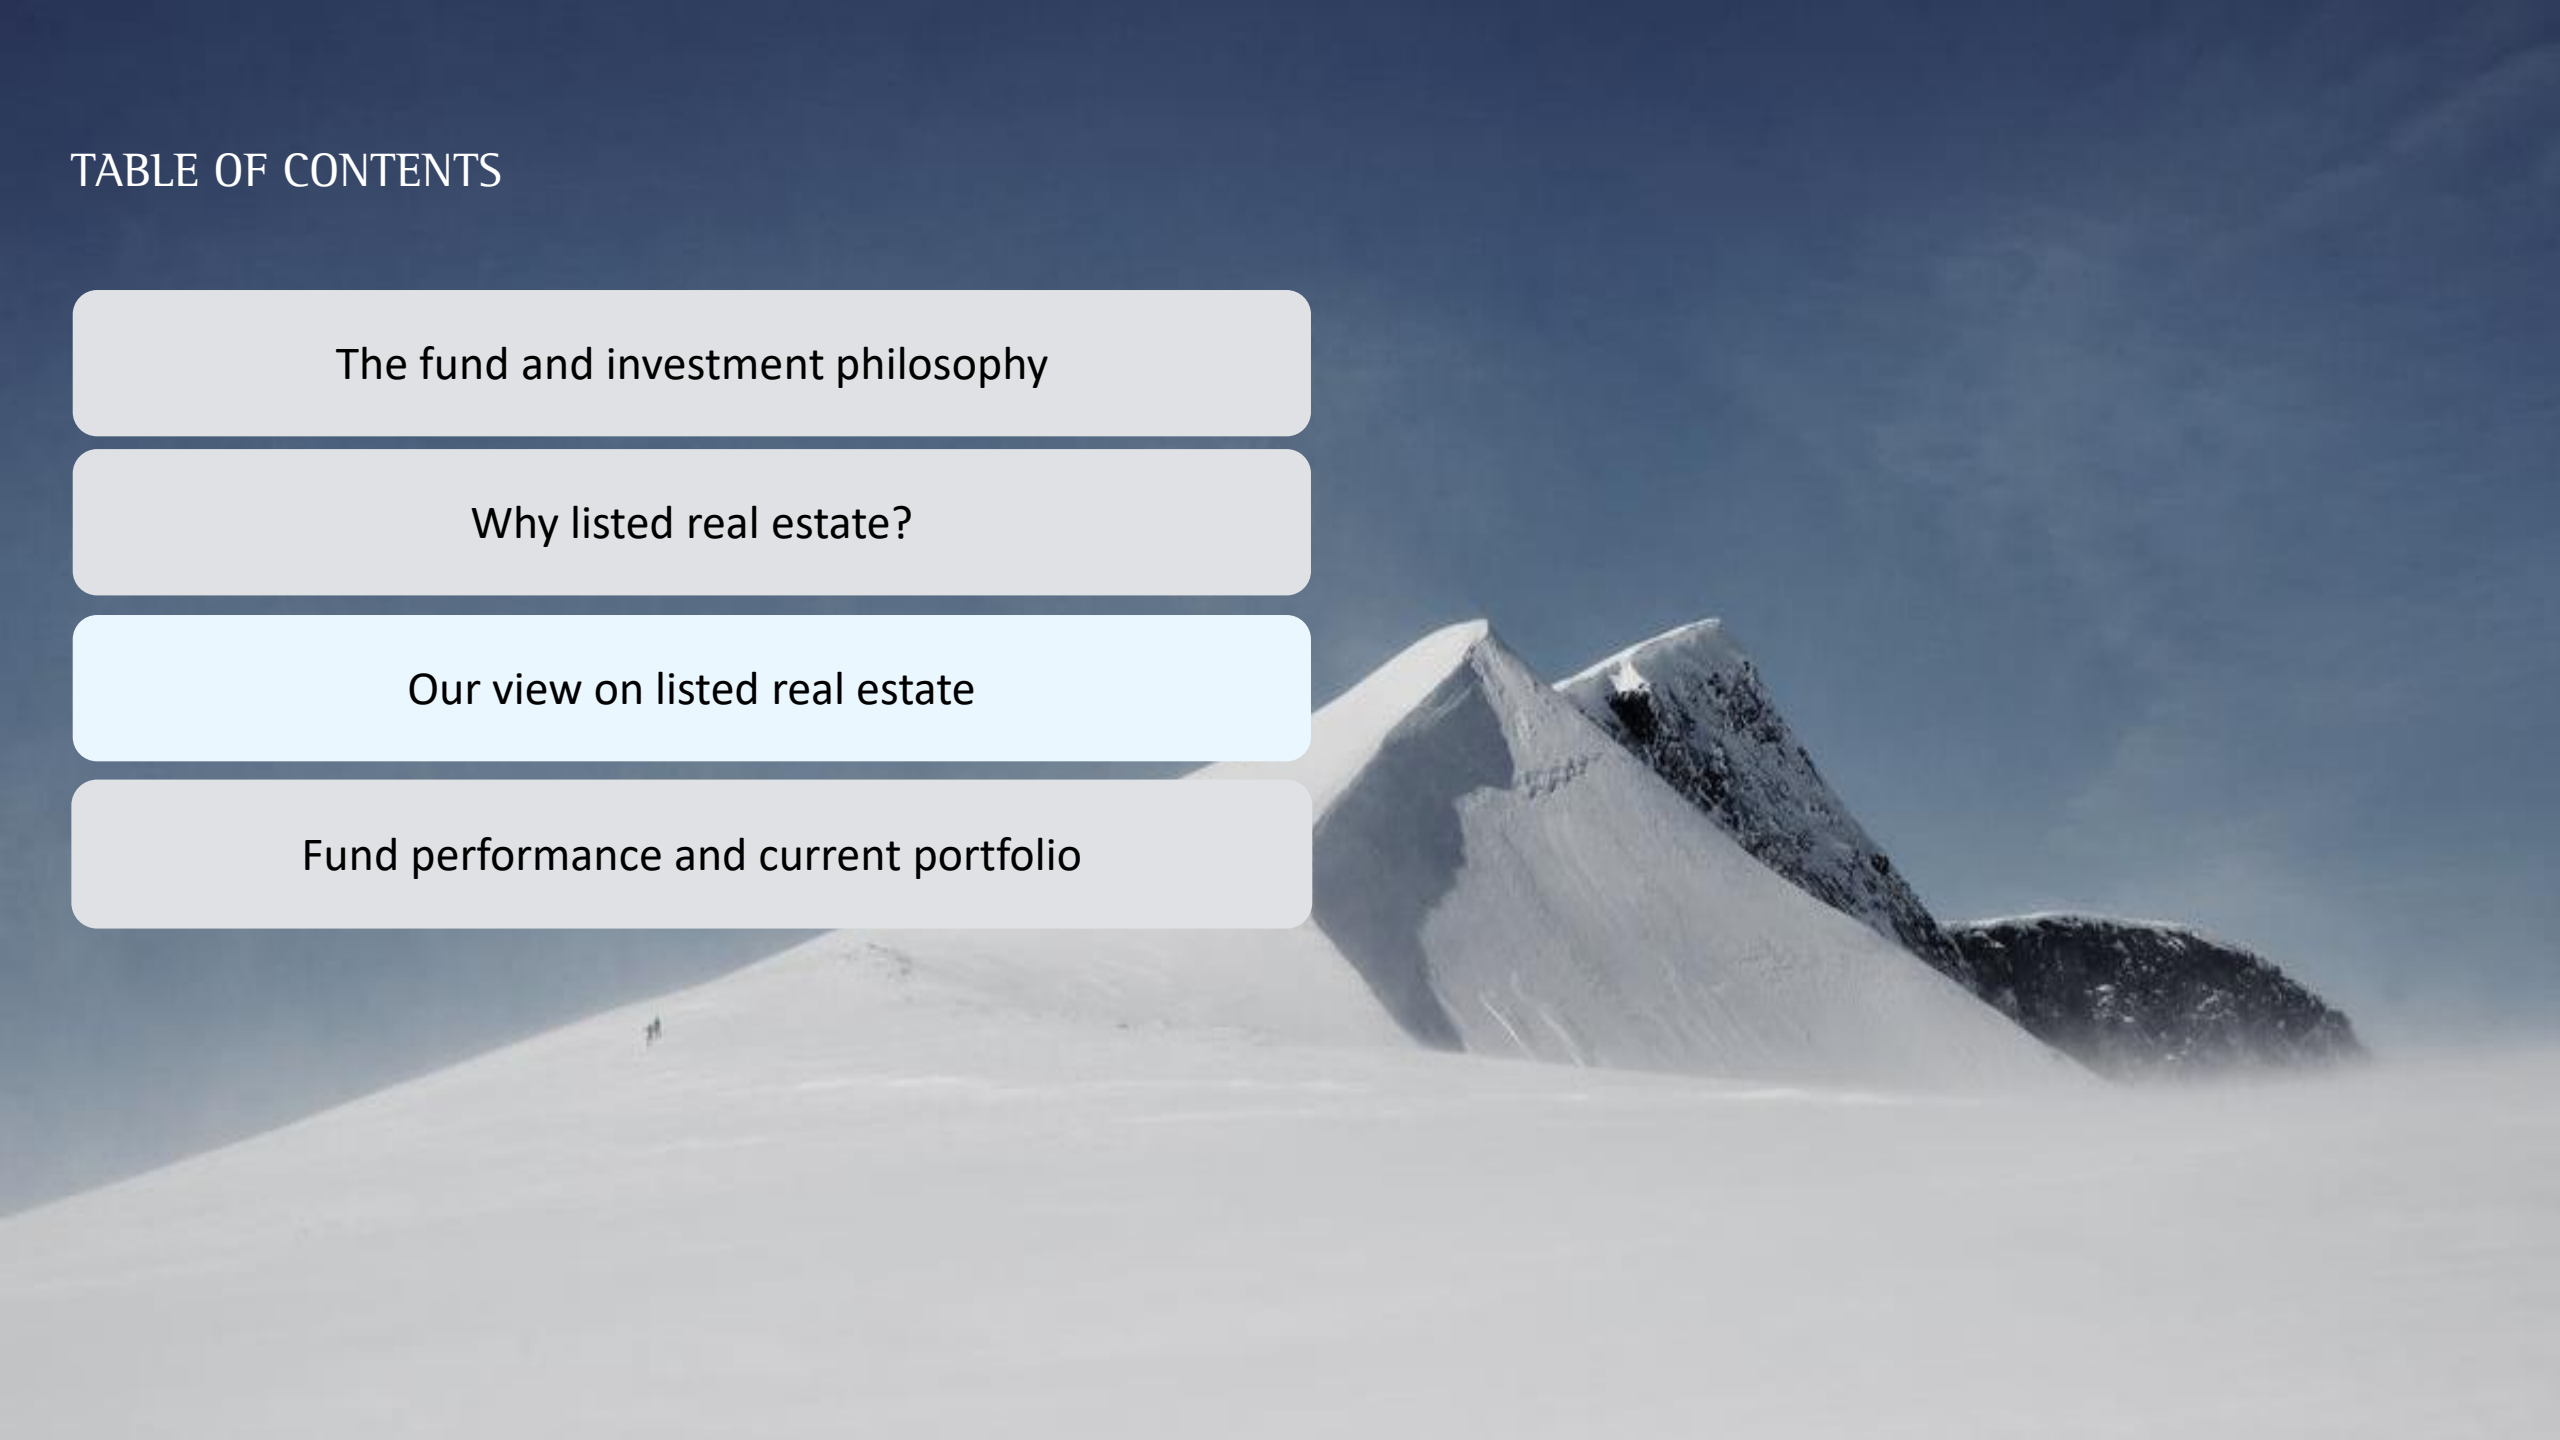 TABLE OF CONTENTS
The fund and investment philosophy
Why listed real estate?
Our view on listed real estate
Fund performance and current portfolio